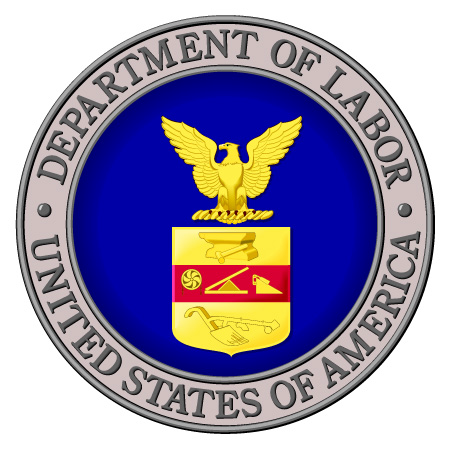 DEPARTMENT OF LABOR
UNITED STATES OF AMERICA